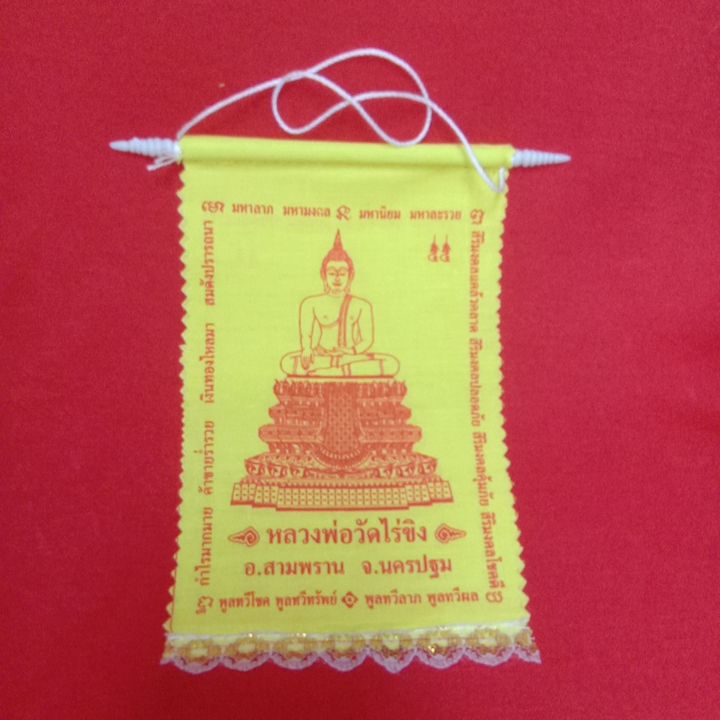 มหาลาภ มหามงคล มหานิยม มหาละรวย
สิริมงคลแคล้วคลาด สิริมงคลปลอดภัย สิริมงคลคุ้มภัย สิริมงคลโชคดี
กำไรมากมาย ค้าขายร่ำรวย เงินทองไหลมา สมดังปรารถนา
หลวงพ่อวัดไร่ขิง
อ.สามพราน จ.นครปฐม
พูลทวีโชค พูลทวีทรัพย์ พูลทวีลาภ พูลทวีผล